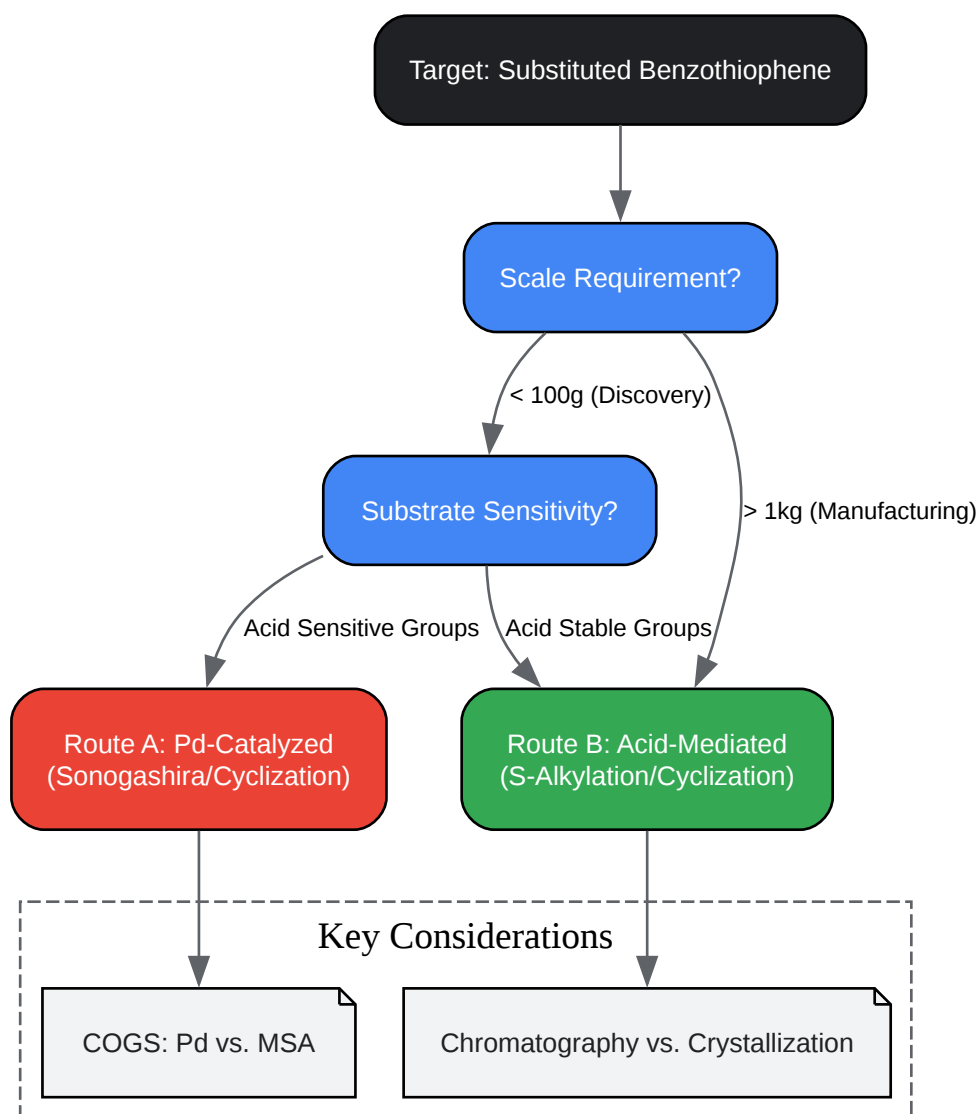 Target: Substituted Benzothiophene
Scale Requirement?
< 100g (Discovery)
Substrate Sensitivity?
> 1kg (Manufacturing)
Acid Sensitive Groups
Acid Stable Groups
Route A: Pd-Catalyzed
(Sonogashira/Cyclization)
Route B: Acid-Mediated
(S-Alkylation/Cyclization)
Key Considerations
COGS: Pd vs. MSA
Chromatography vs. Crystallization